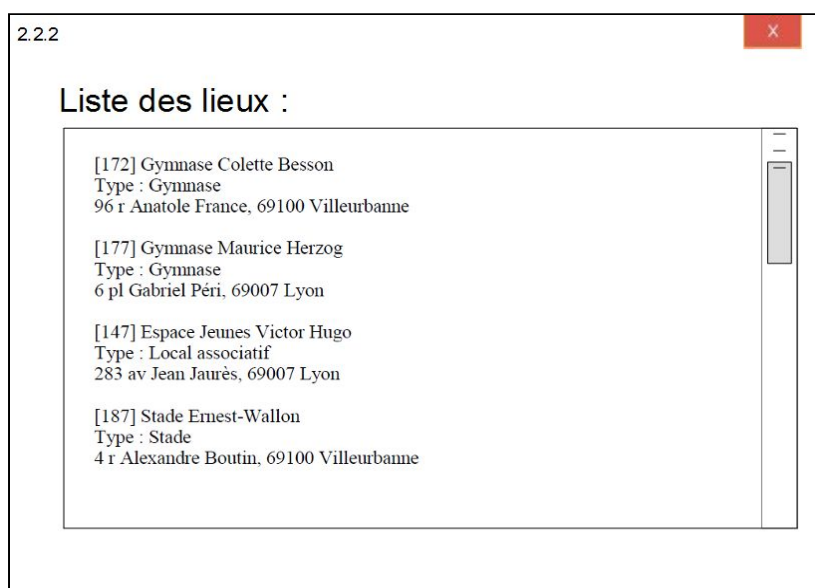 2.2.2
X
Liste des lieux :
[172] Gymnase Colette Besson
Type : Gymnase
96 r Anatole France, 69100 Villeurbanne
[177] Gymnase Maurice Herzog
Type : Gymnase
6 pl Gabriel Péri, 69007 Lyon
[147] Espace Jeunes Victor Hugo
Type : Local associatif
283 av Jean Jaurès, 69007 Lyon
[187] Stade Ernest-Wallon
Type : Stade
4 r Alexandre Boutin, 69100 Villeurbanne